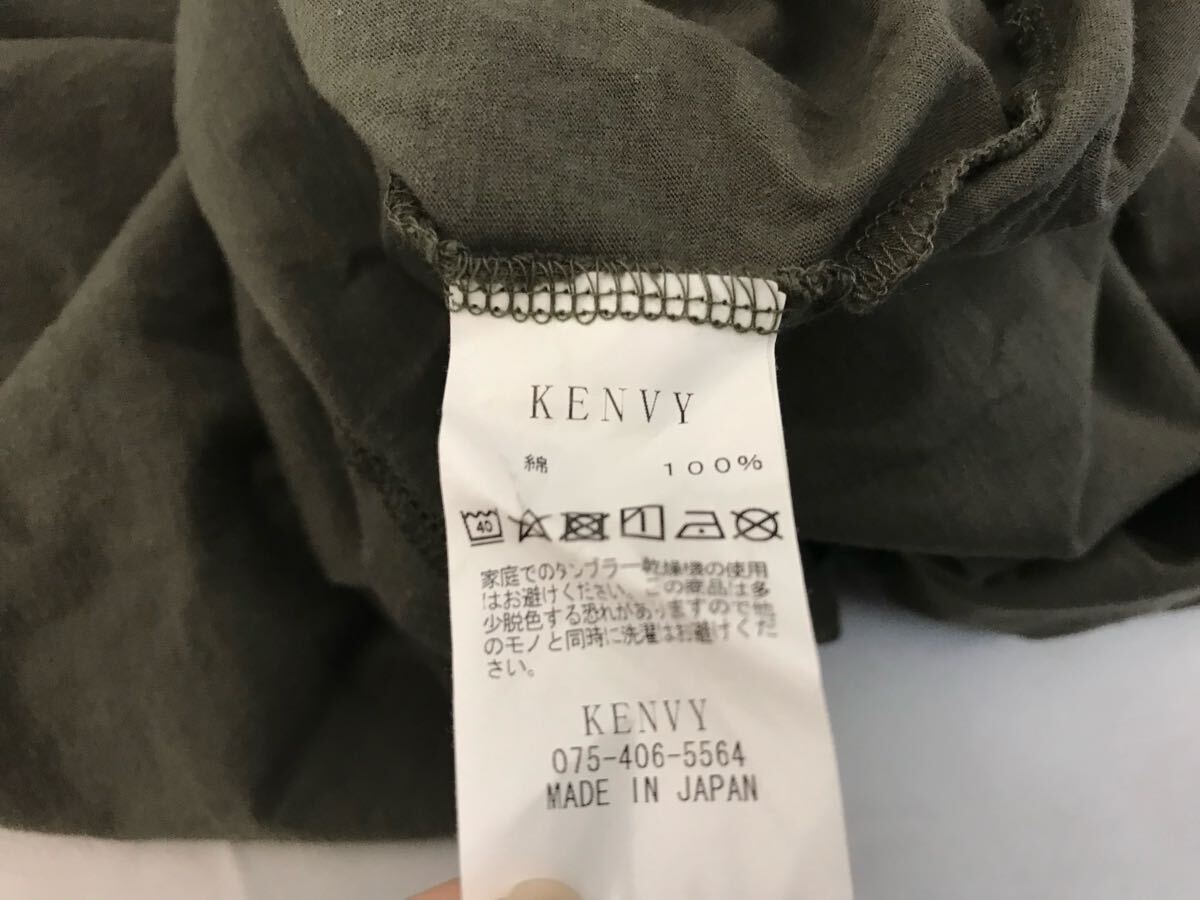 KENVY
綿 100%
40
家庭でのタンブラー乾燥機の使用
はお避けください。この商品は多
少脱色する恐れがありますので他
のモノと同時に洗濯はお避けくだ
さい。
KENVY
075-406-5564
MADE IN JAPAN